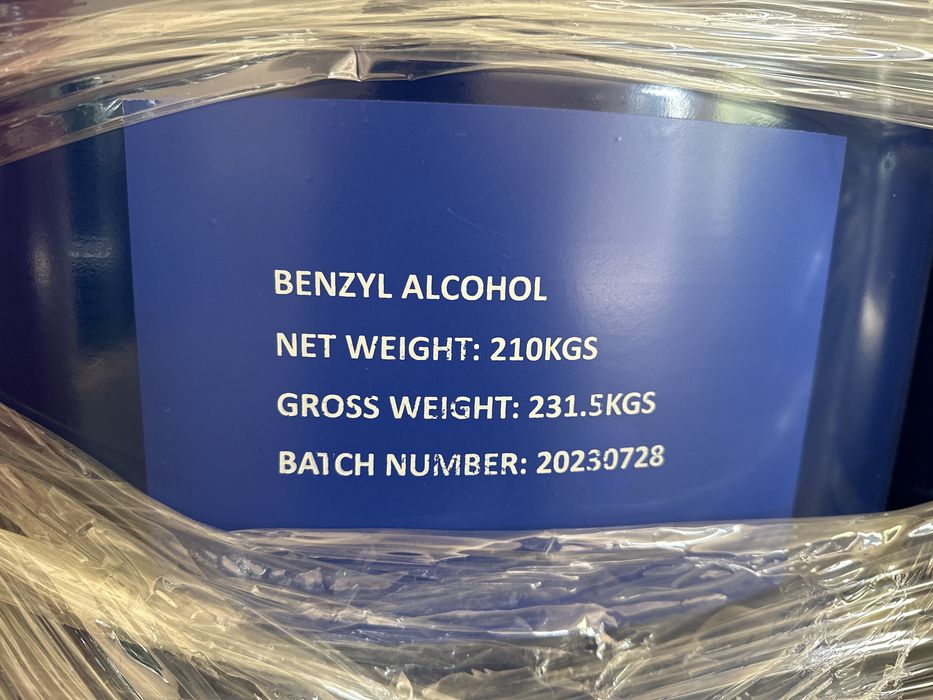 BENZYL ALCOHOL
NET WEIGHT: 210KGS
GROSS WEIGHT: 231.5KGS
BATCH NUMBER: 20230728